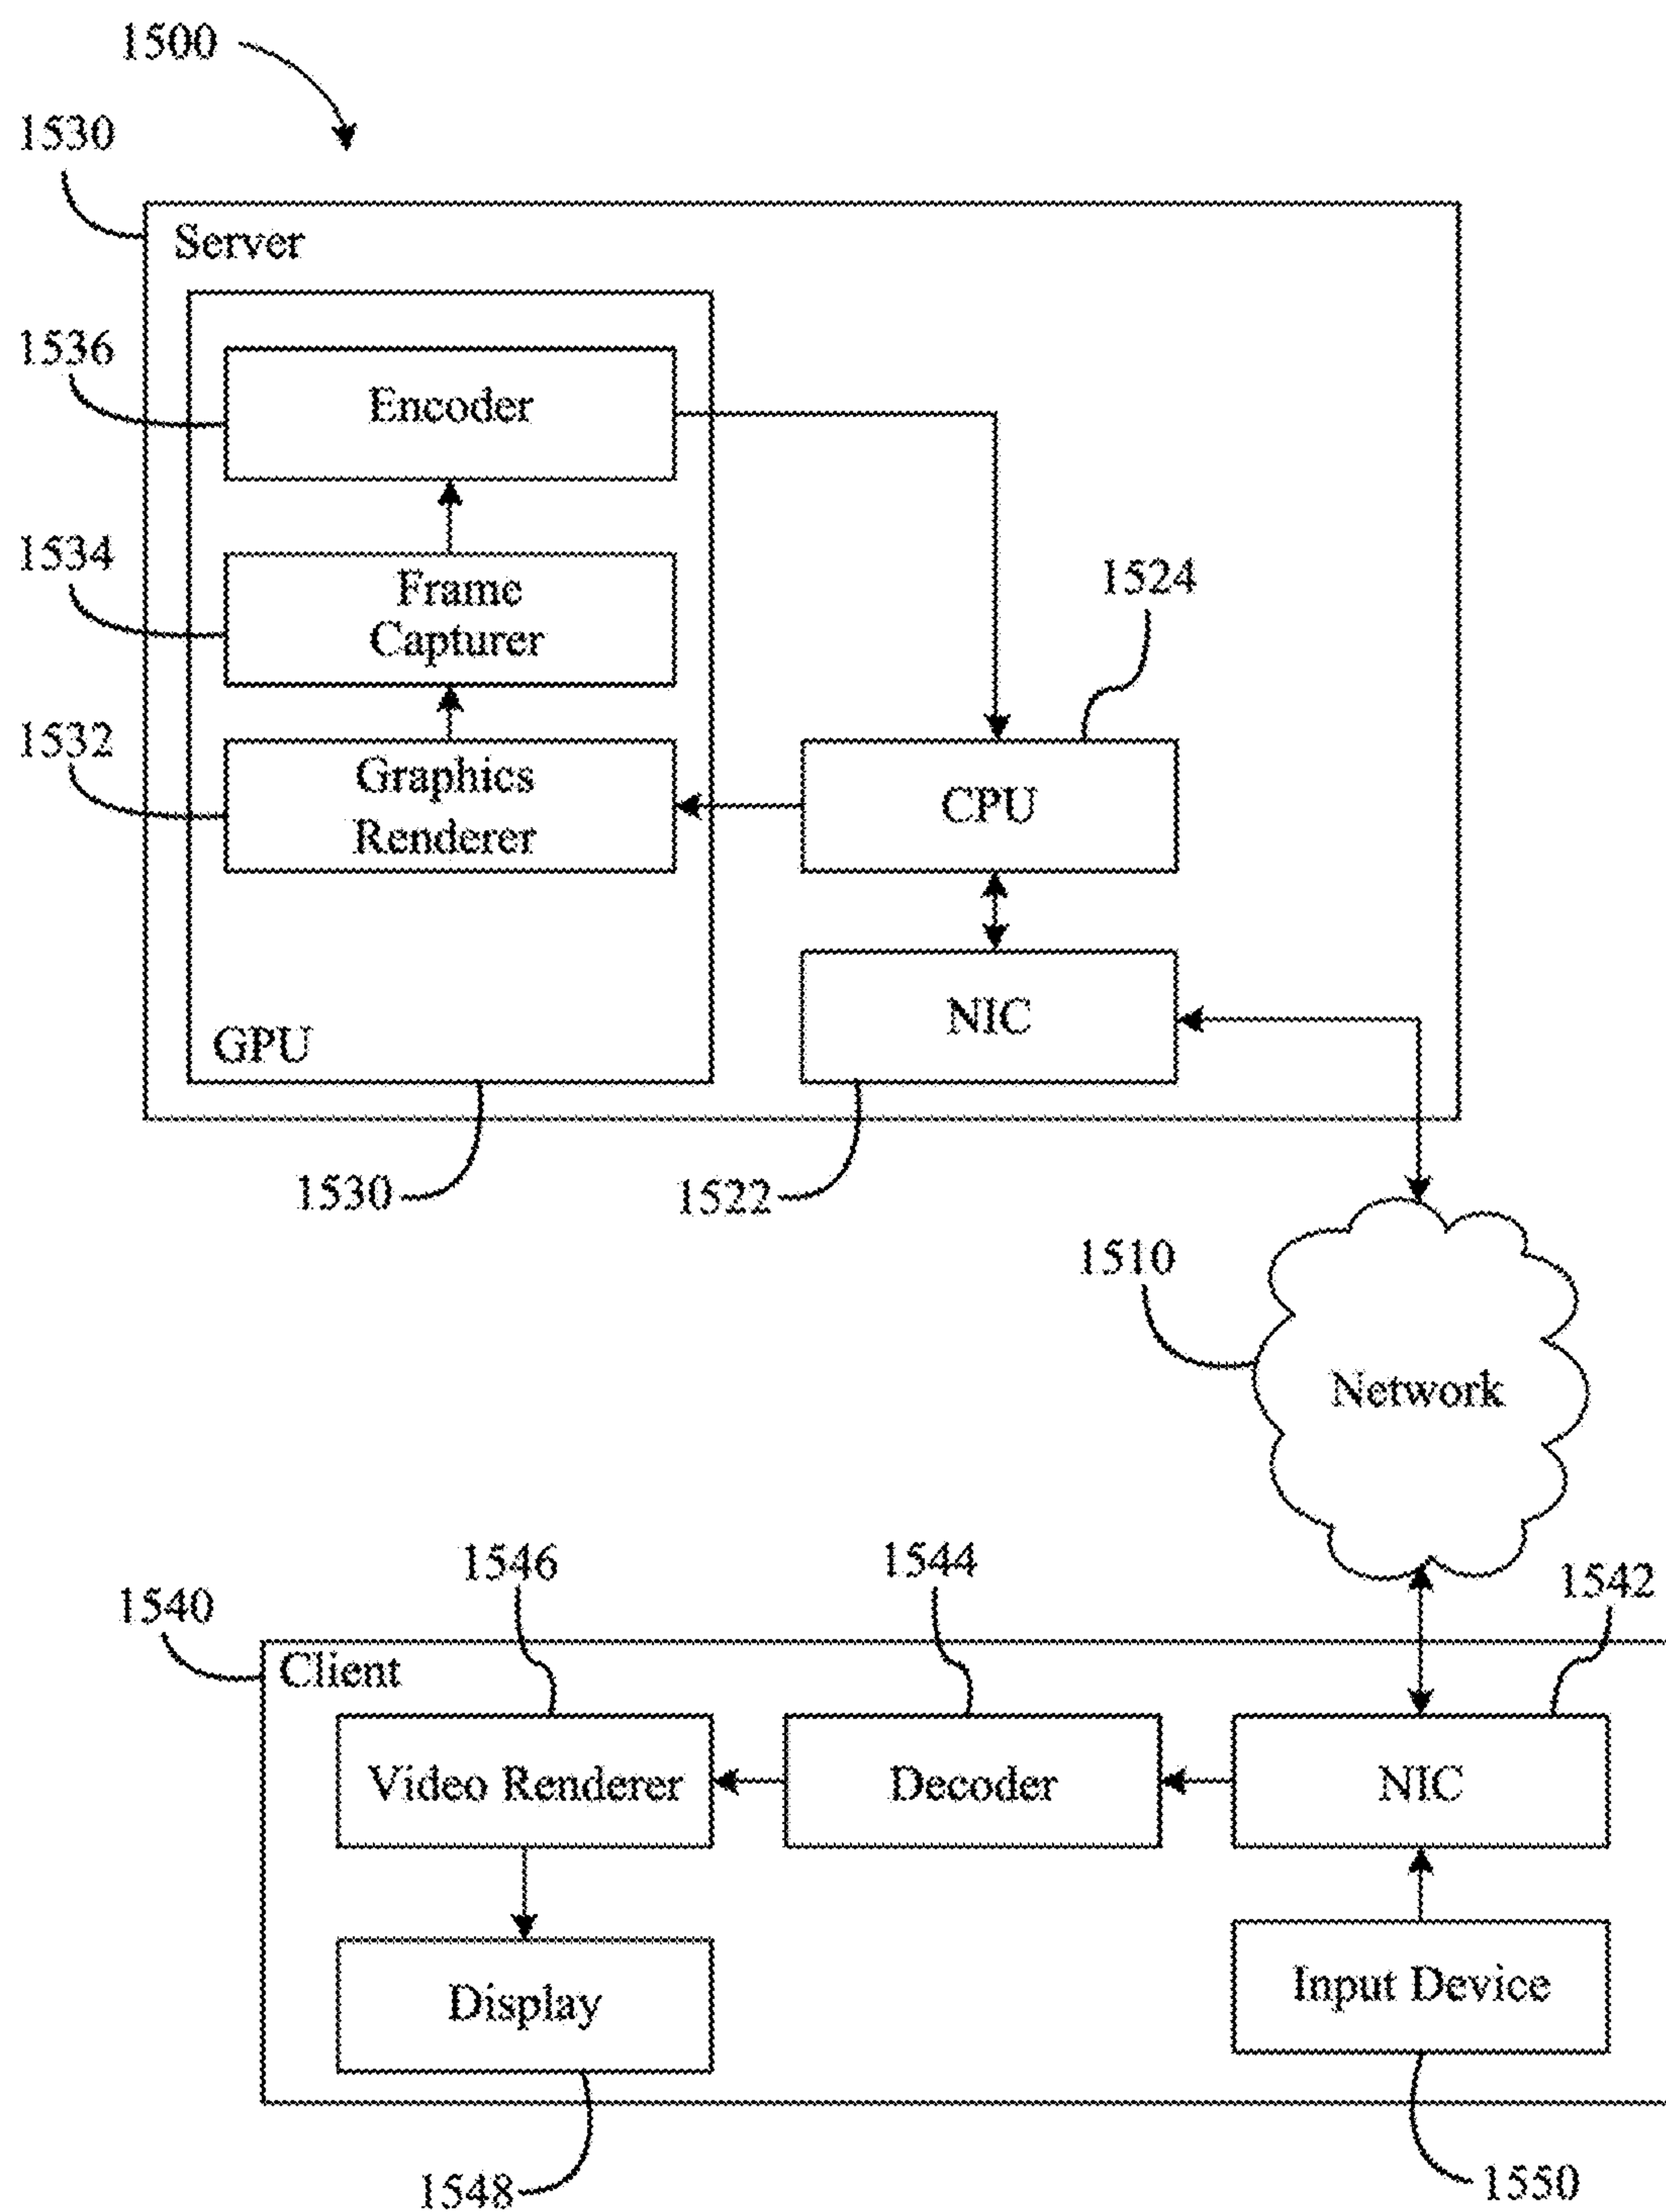 1500
1530
Server
1536
Encoder
1534
Frame
Capturer
1524
1532
Graphics
Renderer
CPU
NIC
GPU
1530
1522
1510
Network
1546
1544
1542
1540
Client
Video Renderer
Decoder
NIC
Input Device
Display
1548
1550